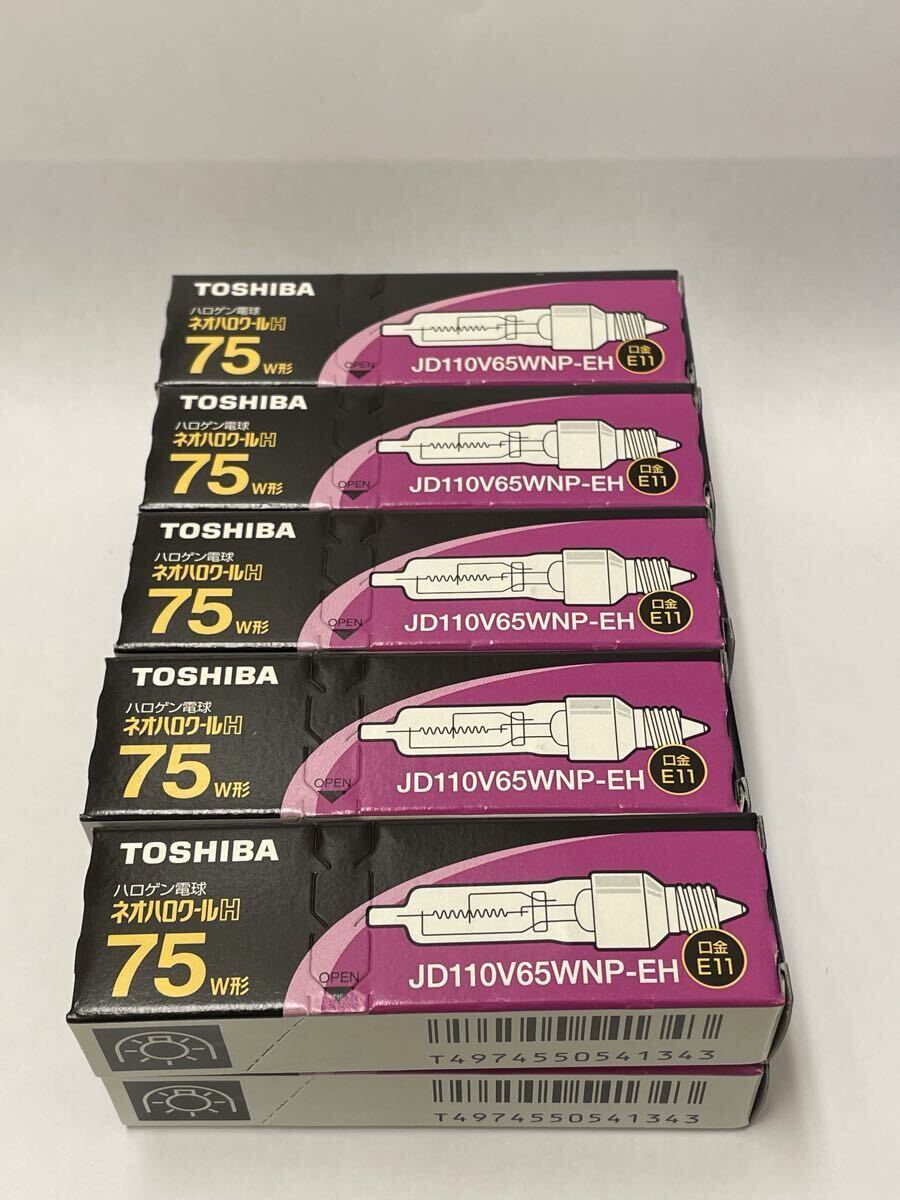 TOSHIBA
ハロゲン電球
ネオハロクールH
75W形
OPEN
JD110V65WNP-EH
口金
E11
TOSHIBA
ハロゲン電球
ネオハロクールH
75W形
OPEN
JD110V65WNP-EH
口金
E11
TOSHIBA
ハロゲン電球
ネオハロクールH
75W形
OPEN
JD110V65WNP-EH
口金
E11
TOSHIBA
ハロゲン電球
ネオハロクールH
75W形
OPEN
JD110V65WNP-EH
口金
E11
TOSHIBA
ハロゲン電球
ネオハロクールH
75W形
OPEN
JD110V65WNP-EH
口金
E11
T4974550541343
T4974550541343